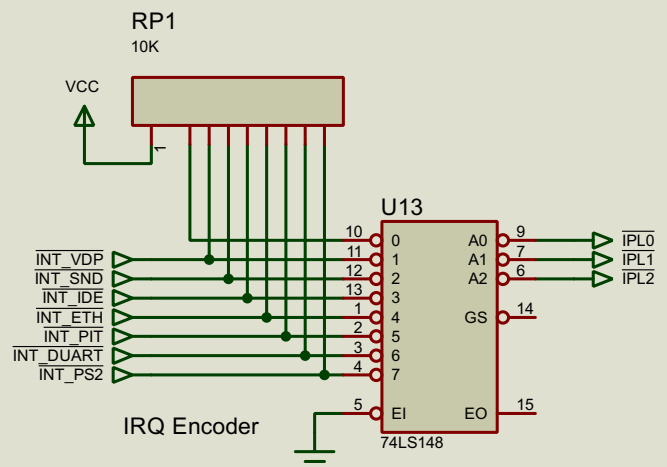 RP1
10K
VCC
1
U13
10 0 A0 9 IPL0
INT_VDP 11 1 A1 7 IPL1
INT_SND 12 2 A2 6 IPL2
INT_IDE 13 3
INT_ETH 1 4 GS 14
INT_PIT 2 5
INT_DUART 3 6
INT_PS2 4 7
5 EI EO 15
IRQ Encoder
74LS148